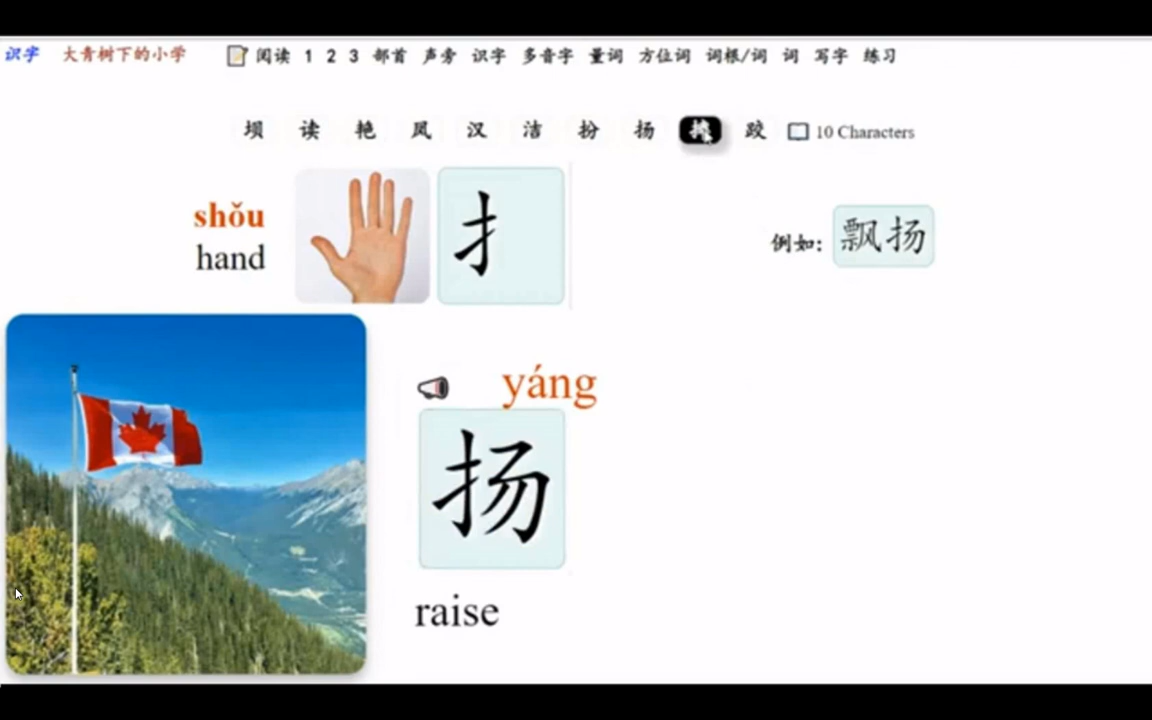 识字 大青树下的小学 阅读 1 2 3 部首 声旁 识字 多音字 量词 方位词 词根/词 词 写字 练习
坝 读 艳 凤 汉 洁 扮 扬 跤 10 Characters
shǒu
hand
扌
例如: 飘扬
yáng
扬
raise